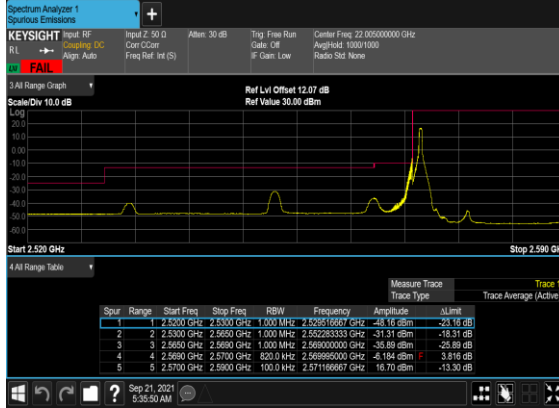 Spectrum Analyzer 1
Spurious Emissions
+
KEYSIGHT Input: RF Input Z: 50 Ω Atten: 30 dB Trig: Free Run Center Freq: 22.005000000 GHz
RL Coupling: DC Corr CCorr Gate: Off Avg|Hold: 1000/1000
Align: Auto Freq Ref: Int (S) IF Gain: Low Radio Std: None
FAIL
3 All Range Graph
Ref Lvl Offset 12.07 dB
Scale/Div 10.0 dB Ref Value 30.00 dBm
Log
20.0
10.0
0.00
-10.0
-20.0
-30.0
-40.0
-50.0
-60.0
Start 2.520 GHz Stop 2.590 GH
4 All Range Table
Measure Trace Trace 1
Trace Type Trace Average (Active
Spur Range Start Freq Stop Freq RBW Frequency Amplitude ΔLimit
1 1 2.5200 GHz 2.5300 GHz 1.000 MHz 2.529516667 GHz -48.16 dBm -23.16 dB
2 2 2.5300 GHz 2.5650 GHz 1.000 MHz 2.552283333 GHz -31.31 dBm -18.31 dB
3 3 2.5650 GHz 2.5690 GHz 1.000 MHz 2.569000000 GHz -35.89 dBm -25.89 dB
4 4 2.5690 GHz 2.5700 GHz 820.0 kHz 2.569995000 GHz -6.184 dBm F 3.816 dB
5 5 2.5700 GHz 2.5900 GHz 100.0 kHz 2.571166667 GHz 16.70 dBm -13.30 dB
? Sep 21, 2021
5:35:50 AM